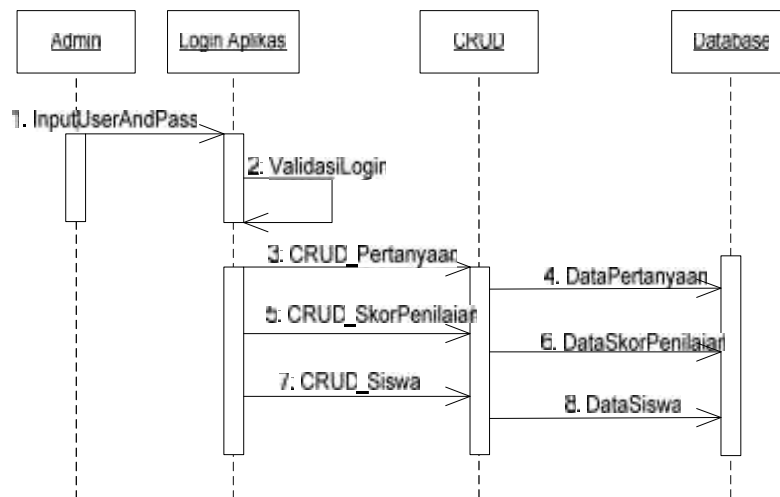 Admin
Login Aplikas
CRUD
Database
1. InputUserAndPass
2: ValidasiLogin
3: CRUD_Pertanyaan
4. DataPertanyaan
5: CRUD_SkorPenilaian
6. DataSkorPenilaian
7: CRUD_Siswa
8. DataSiswa